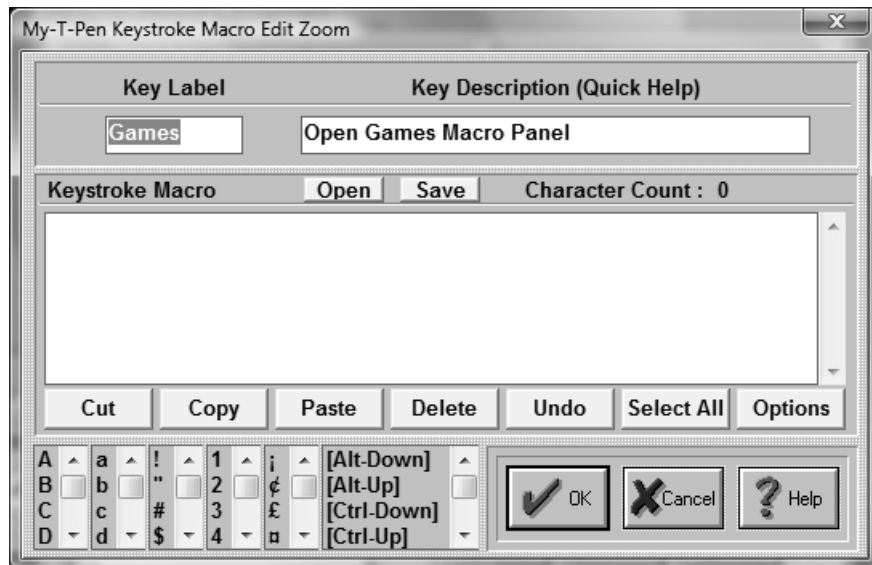 My-T-Pen Keystroke Macro Edit Zoom
X
Key Label Key Description (Quick Help)
Games Open Games Macro Panel
Keystroke Macro Open Save Character Count : 0
Cut Copy Paste Delete Undo Select All Options
A a ! 1 ¡ [Alt-Down]
B b " 2 ¢ [Alt-Up]
C c # 3 £ [Ctrl-Down]
D d $ 4 ¤ [Ctrl-Up]
OK Cancel ? Help